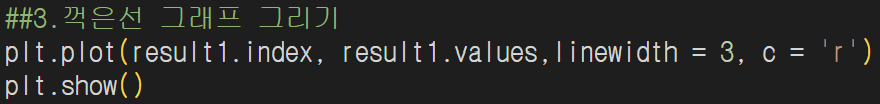 ##3.꺽은선 그래프 그리기
plt.plot(result1.index, result1.values,linewidth = 3, c = 'r')
plt.show()